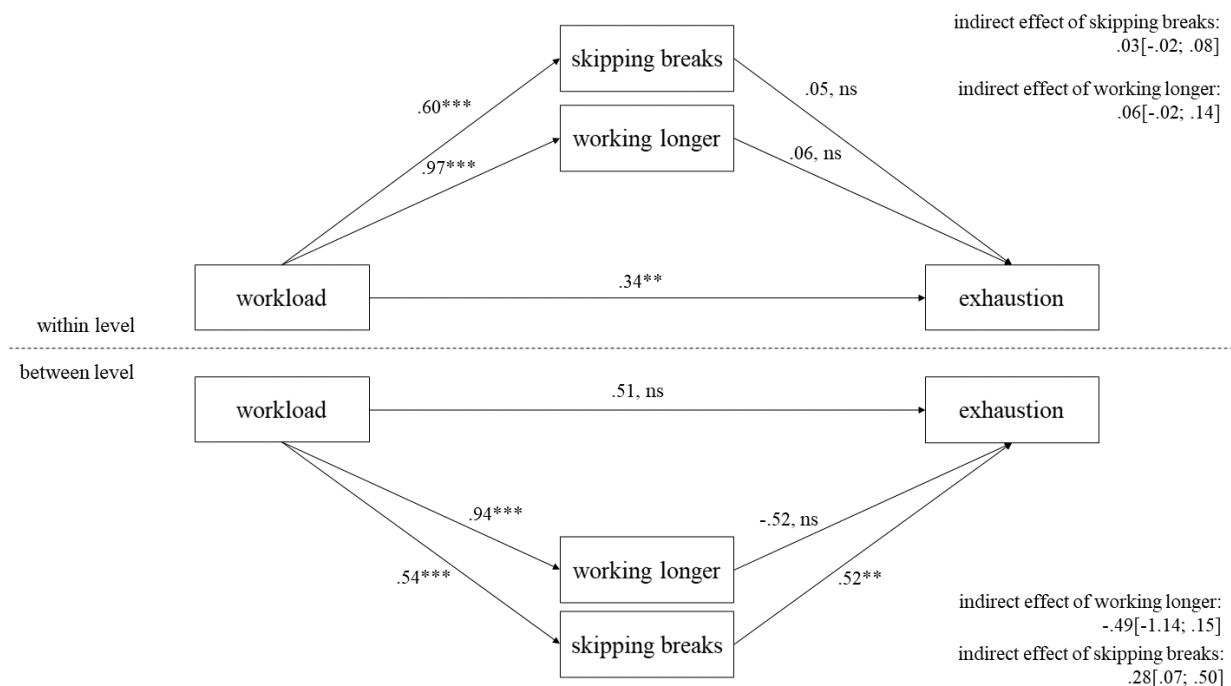 indirect effect of skipping breaks:
.03[-.02; .08]
skipping breaks
.05, ns
indirect effect of working longer:
.06[-.02; .14]
.60***
working longer
.97***
.06, ns
workload
.34**
exhaustion
within level
between level
workload
.51, ns
exhaustion
.94***
-.52, ns
working longer
.54***
.52**
indirect effect of working longer:
-.49[-1.14; .15]
skipping breaks
indirect effect of skipping breaks:
.28[.07; .50]